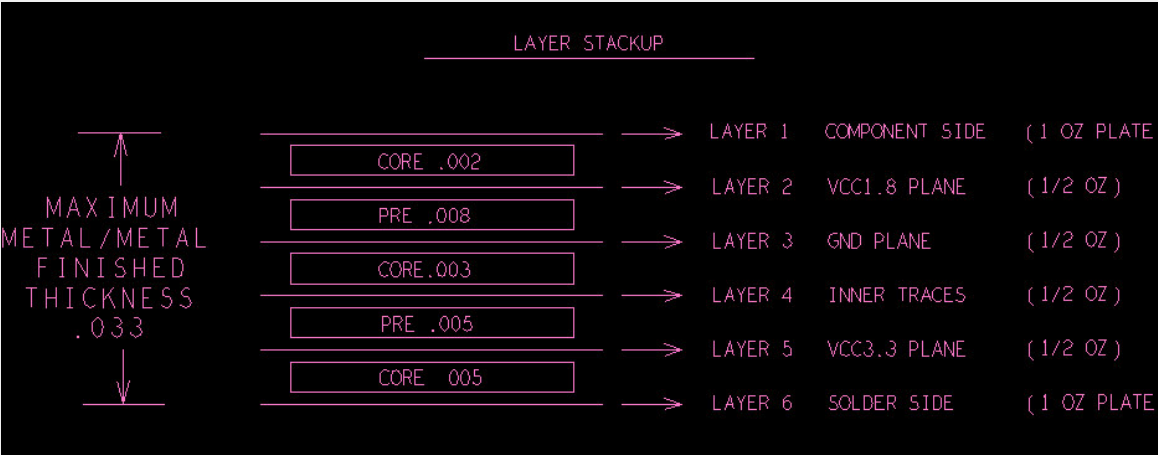 LAYER STACKUP
LAYER 1 COMPONENT SIDE (1 OZ PLATE
CORE .002
LAYER 2 VCC1.8 PLANE (1/2 OZ)
PRE .008
LAYER 3 GND PLANE (1/2 OZ)
CORE.003
LAYER 4 INNER TRACES (1/2 OZ)
PRE .005
LAYER 5 VCC3.3 PLANE (1/2 OZ)
CORE 005
LAYER 6 SOLDER SIDE (1 OZ PLATE
MAXIMUM
METAL/METAL
FINISHED
THICKNESS
.033